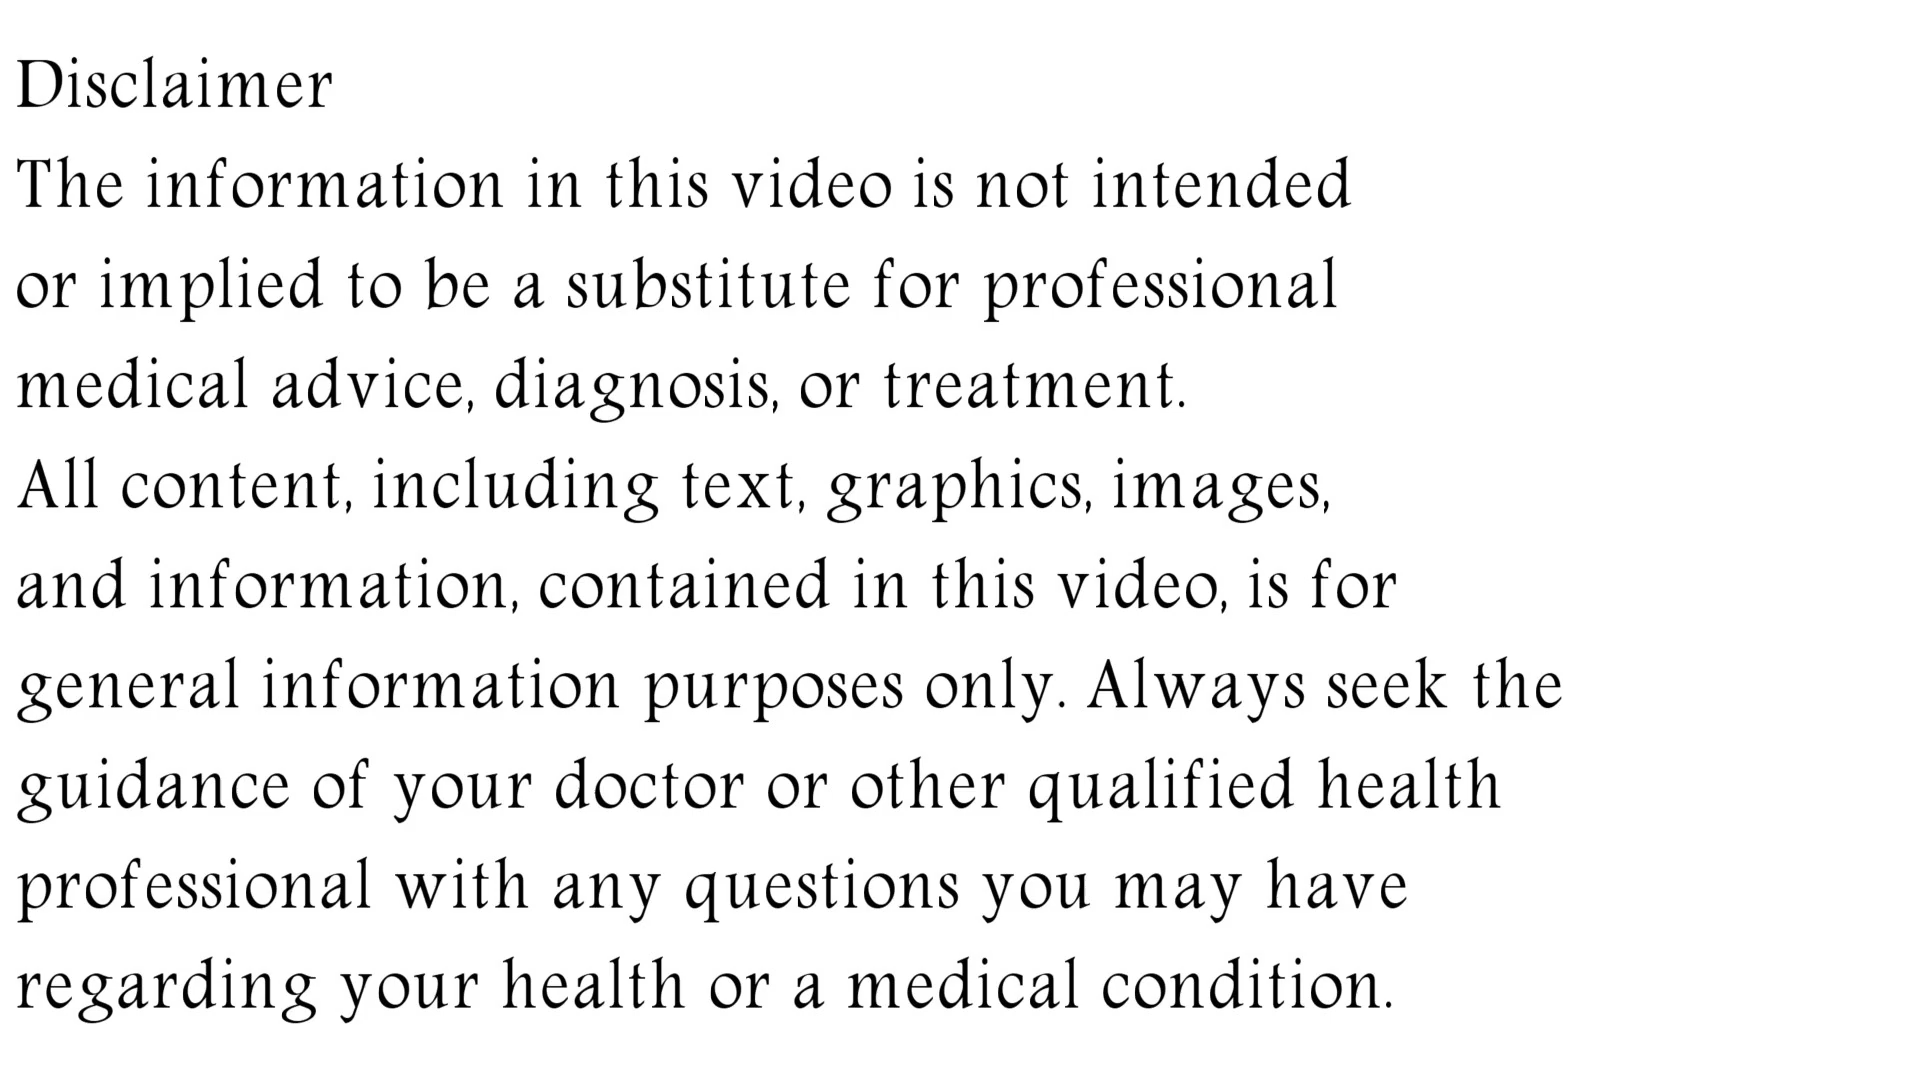 Disclaimer
The information in this video is not intended
or implied to be a substitute for professional
medical advice, diagnosis, or treatment.
All content, including text, graphics, images,
and information, contained in this video, is for
general information purposes only. Always seek the
guidance of your doctor or other qualified health
professional with any questions you may have
regarding your health or a medical condition.